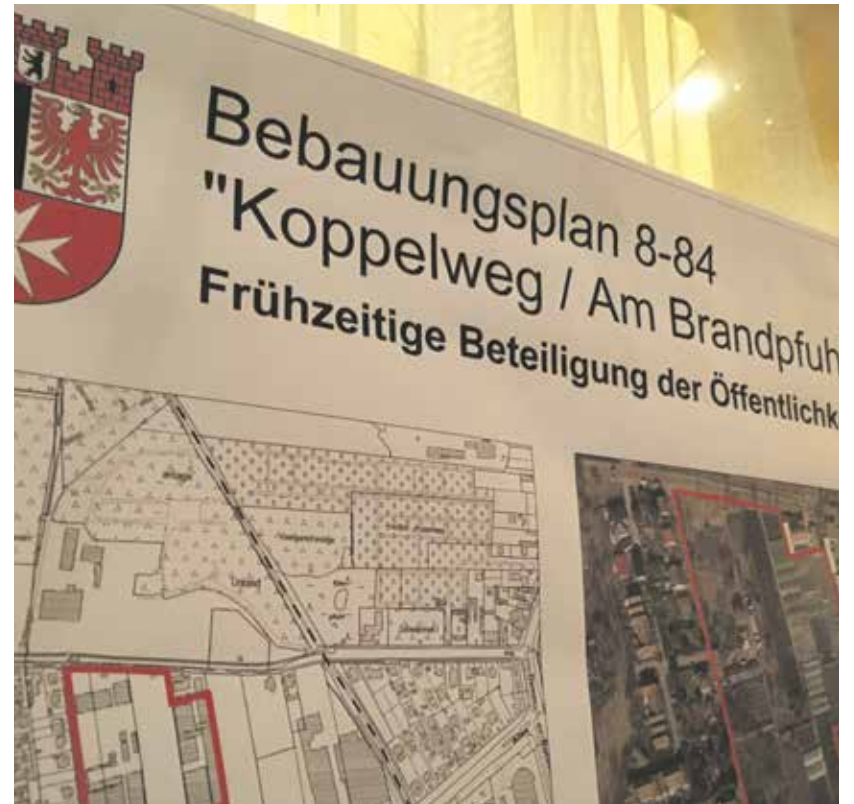 Bebauungsplan 8-84
"Koppelweg / Am Brandpfuh
Frühzeitige Beteiligung der Öffentlichk